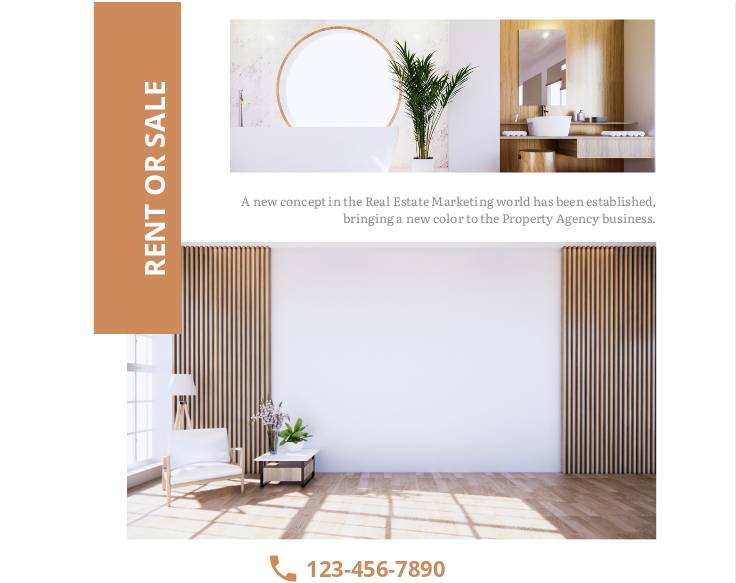 RENT OR SALE
A new concept in the Real Estate Marketing world has been established,
bringing a new color to the Property Agency business.
123-456-7890